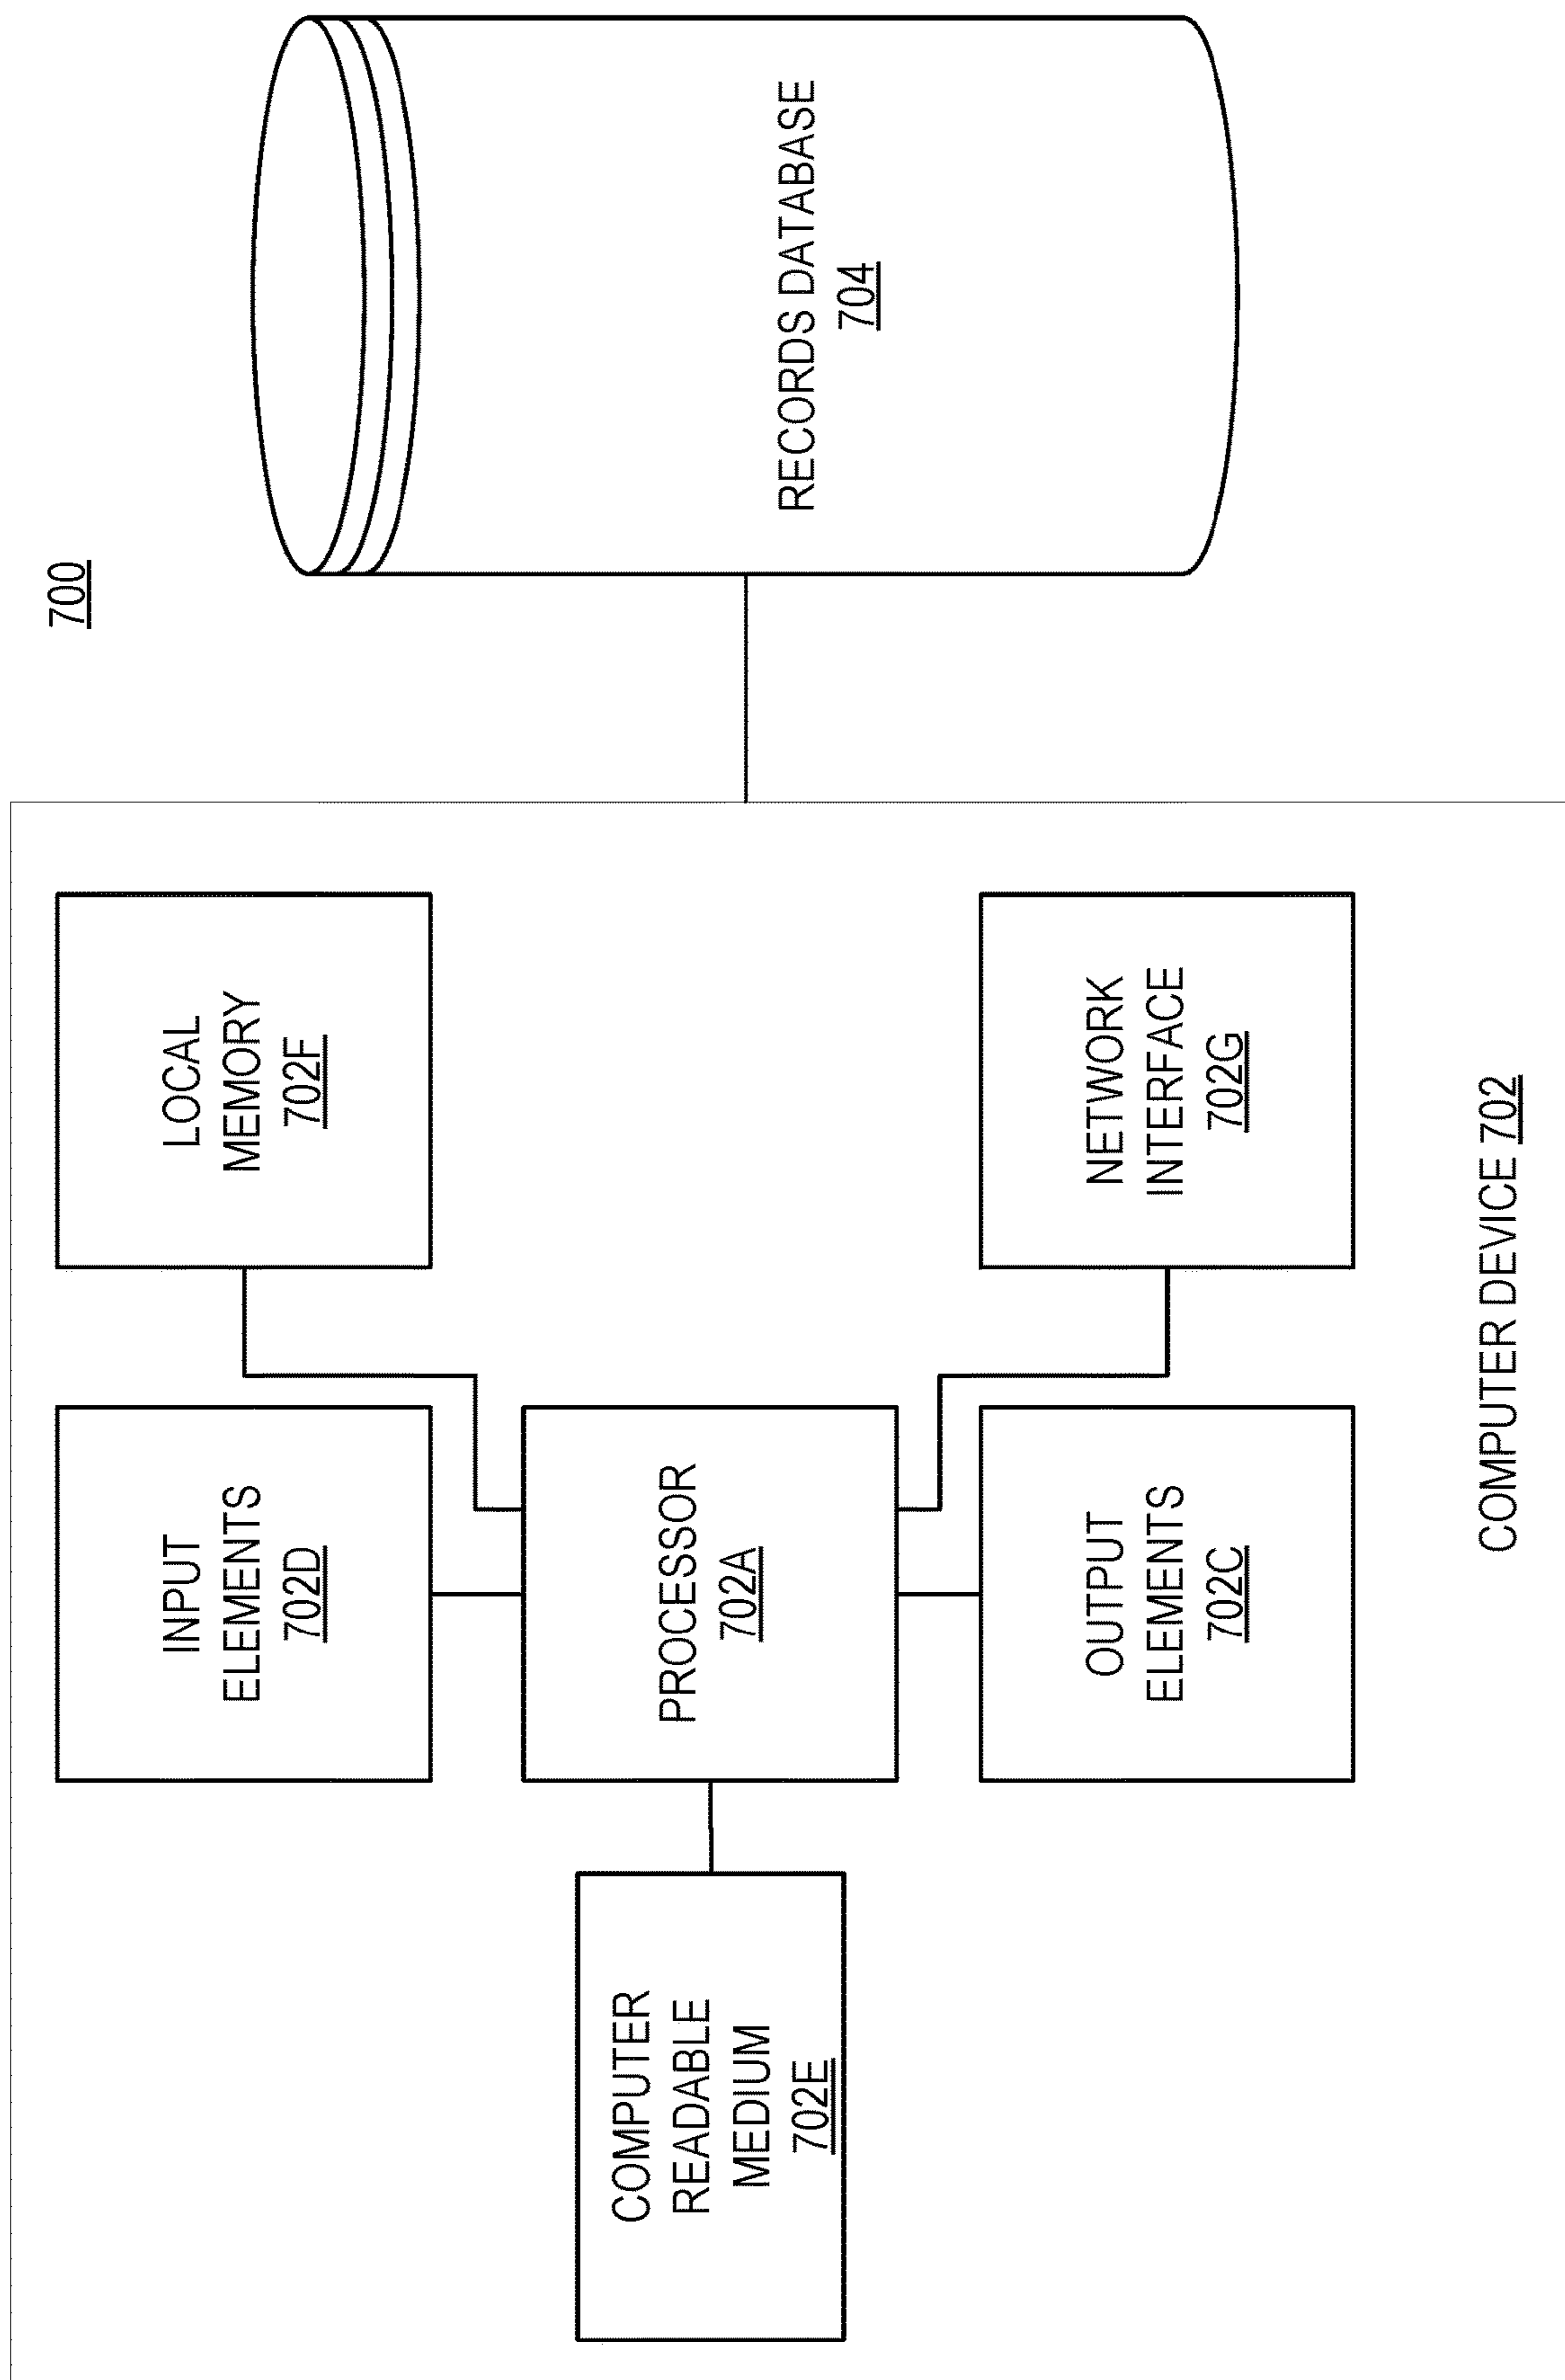 700
INPUT
ELEMENTS
702D
LOCAL
MEMORY
702F
COMPUTER
READABLE
MEDIUM
702E
PROCESSOR
702A
RECORDS DATABASE
704
OUTPUT
ELEMENTS
702C
NETWORK
INTERFACE
702G
COMPUTER DEVICE 702